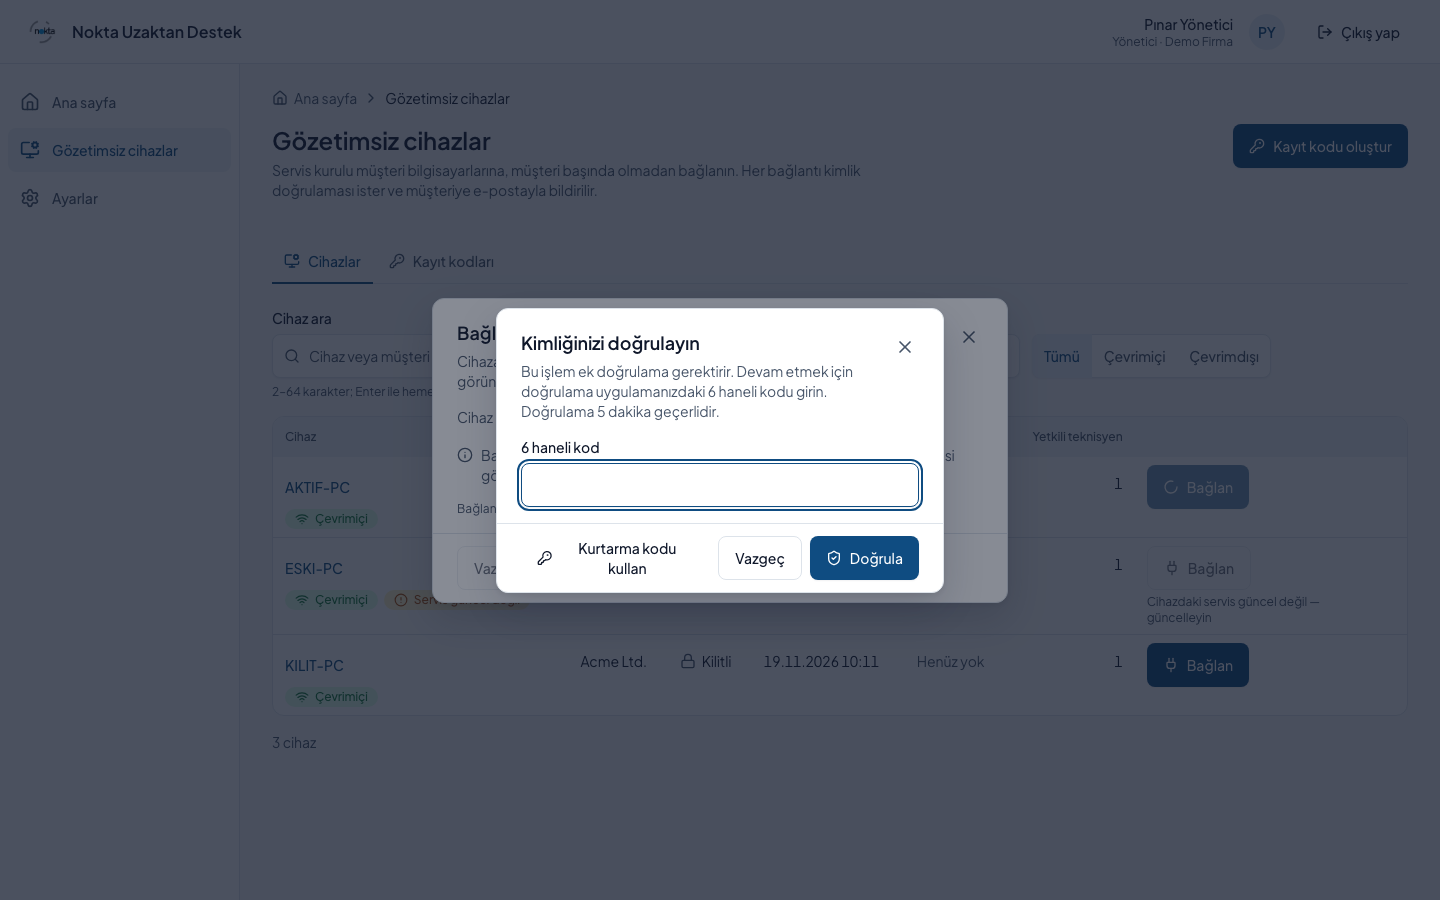 nokta
Nokta Uzaktan Destek
Pınar Yönetici
Yönetici · Demo Firma
PY
Çıkış yap
Ana sayfa
Gözetimsiz cihazlar
Ayarlar
Ana sayfa > Gözetimsiz cihazlar
Gözetimsiz cihazlar
Servis kurulu müşteri bilgisayarlarına, müşteri başında olmadan bağlanın. Her bağlantı kimlik
doğrulaması ister ve müşteriye e-postayla bildirilir.
Kayıt kodu oluştur
Cihazlar
Kayıt kodları
Cihaz ara
Cihaz veya müşteri
Tümü
Çevrimiçi
Çevrimdışı
2–64 karakter; Enter ile
Kimliğinizi doğrulayın
Bu işlem ek doğrulama gerektirir. Devam etmek için
doğrulama uygulamanızdaki 6 haneli kodu girin.
Doğrulama 5 dakika geçerlidir.
6 haneli kod
Kurtarma kodu
kullan
Vazgeç
Doğrula
Cihaz
Cihaz
Yetkili teknisyen
AKTIF-PC
Çevrimiçi
1
Bağlan
ESKI-PC
Çevrimiçi
1
Bağlan
Cihazdaki servis güncel değil —
güncelleyin
KILIT-PC
Çevrimiçi
Acme Ltd.
Kilitli
19.11.2026 10:11
Henüz yok
1
Bağlan
3 cihaz